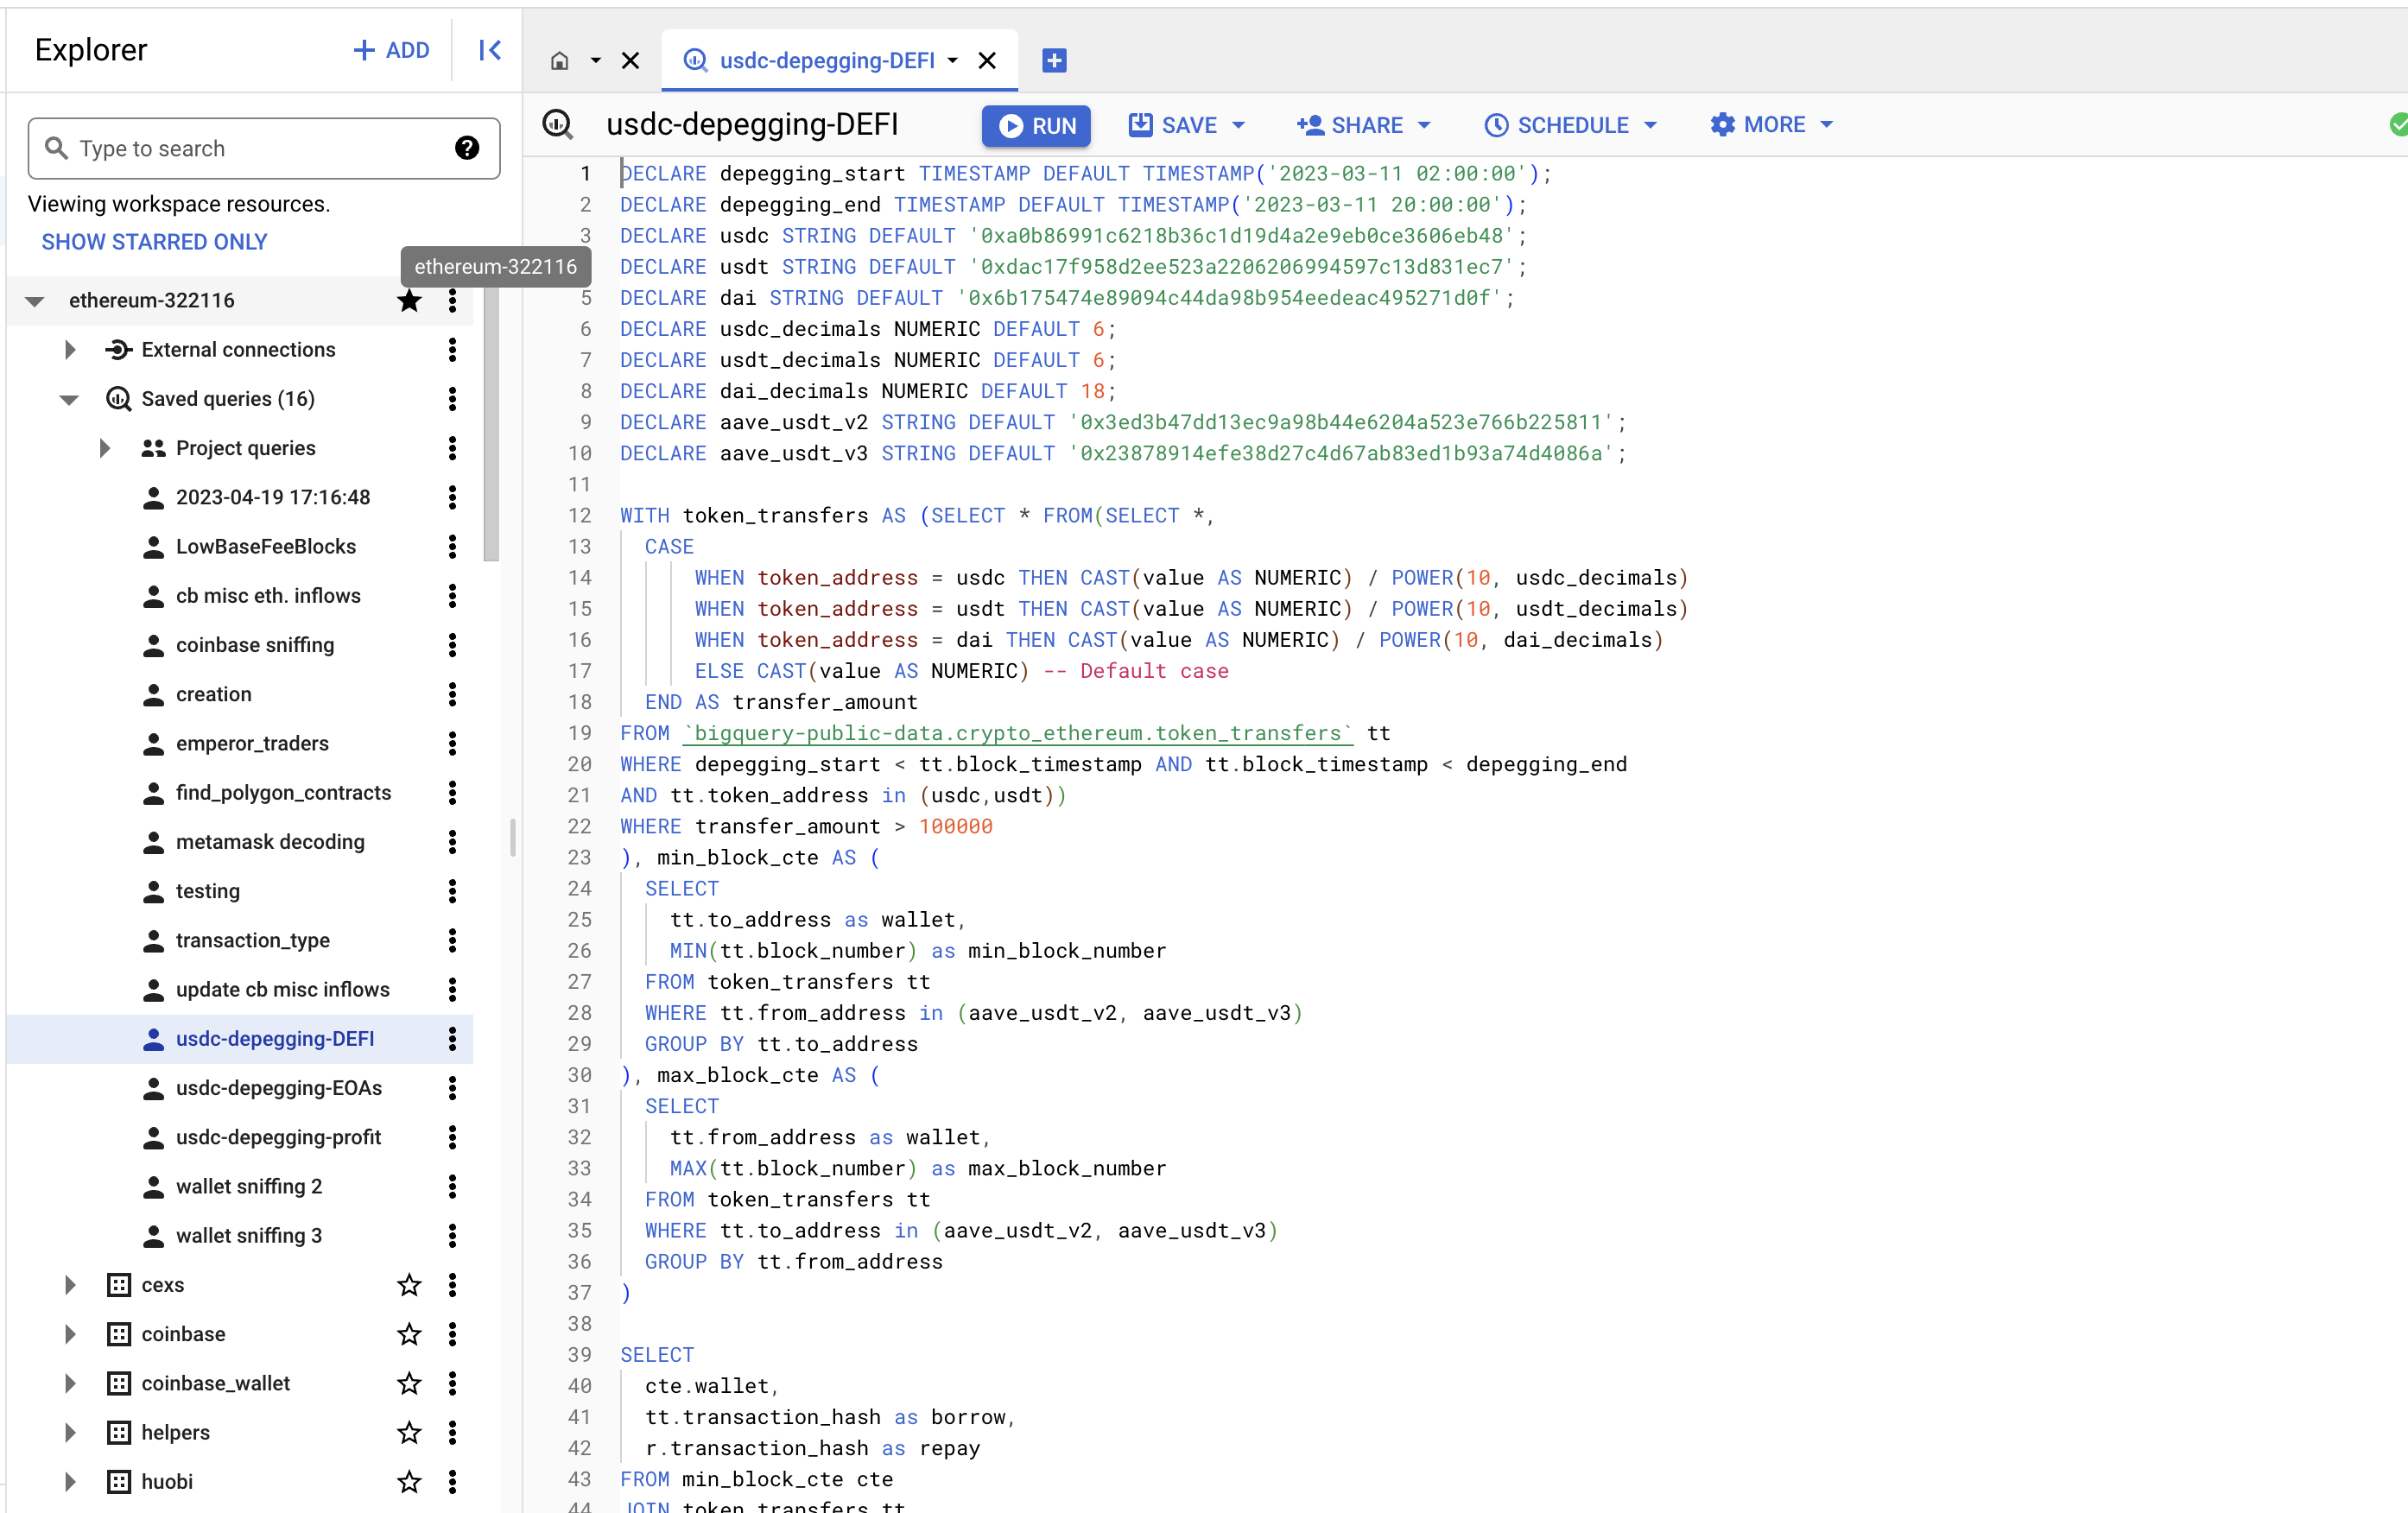 Explorer
+ ADD
Type to search
Viewing workspace resources.
SHOW STARRED ONLY
ethereum-322116
ethereum-322116
External connections
Saved queries (16)
Project queries
2023-04-19 17:16:48
LowBaseFeeBlocks
cb misc eth. inflows
coinbase sniffing
creation
emperor_traders
find_polygon_contracts
metamask decoding
testing
transaction_type
update cb misc inflows
usdc-depegging-DEFI
usdc-depegging-EOAs
usdc-depegging-profit
wallet sniffing 2
wallet sniffing 3
cexs
coinbase
coinbase_wallet
helpers
huobi
usdc-depegging-DEFI
usdc-depegging-DEFI
RUN
SAVE
SHARE
SCHEDULE
MORE
1 DECLARE depegging_start TIMESTAMP DEFAULT TIMESTAMP('2023-03-11 02:00:00');
2 DECLARE depegging_end TIMESTAMP DEFAULT TIMESTAMP('2023-03-11 20:00:00');
3 DECLARE usdc STRING DEFAULT '0xa0b86991c6218b36c1d19d4a2e9eb0ce3606eb48';
DECLARE usdt STRING DEFAULT '0xdac17f958d2ee523a2206206994597c13d831ec7';
5 DECLARE dai STRING DEFAULT '0x6b175474e89094c44da98b954eedeac495271d0f';
6 DECLARE usdc_decimals NUMERIC DEFAULT 6;
7 DECLARE usdt_decimals NUMERIC DEFAULT 6;
8 DECLARE dai_decimals NUMERIC DEFAULT 18;
9 DECLARE aave_usdt_v2 STRING DEFAULT '0x3ed3b47dd13ec9a98b44e6204a523e766b225811';
10 DECLARE aave_usdt_v3 STRING DEFAULT '0x23878914efe38d27c4d67ab83ed1b93a74d4086a';
11
12 WITH token_transfers AS (SELECT * FROM(SELECT *,
13 CASE
14 WHEN token_address = usdc THEN CAST(value AS NUMERIC) / POWER(10, usdc_decimals)
15 WHEN token_address = usdt THEN CAST(value AS NUMERIC) / POWER(10, usdt_decimals)
16 WHEN token_address = dai THEN CAST(value AS NUMERIC) / POWER(10, dai_decimals)
17 ELSE CAST(value AS NUMERIC) -- Default case
18 END AS transfer_amount
19 FROM `bigquery-public-data.crypto_ethereum.token_transfers` tt
20 WHERE depegging_start < tt.block_timestamp AND tt.block_timestamp < depegging_end
21 AND tt.token_address in (usdc,usdt))
22 WHERE transfer_amount > 100000
23 ), min_block_cte AS (
24 SELECT
25 tt.to_address as wallet,
26 MIN(tt.block_number) as min_block_number
27 FROM token_transfers tt
28 WHERE tt.from_address in (aave_usdt_v2, aave_usdt_v3)
29 GROUP BY tt.to_address
30 ), max_block_cte AS (
31 SELECT
32 tt.from_address as wallet,
33 MAX(tt.block_number) as max_block_number
34 FROM token_transfers tt
35 WHERE tt.to_address in (aave_usdt_v2, aave_usdt_v3)
36 GROUP BY tt.from_address
37 )
38
39 SELECT
40 cte.wallet,
41 tt.transaction_hash as borrow,
42 r.transaction_hash as repay
43 FROM min_block_cte cte
44 JOIN token_transfers tt